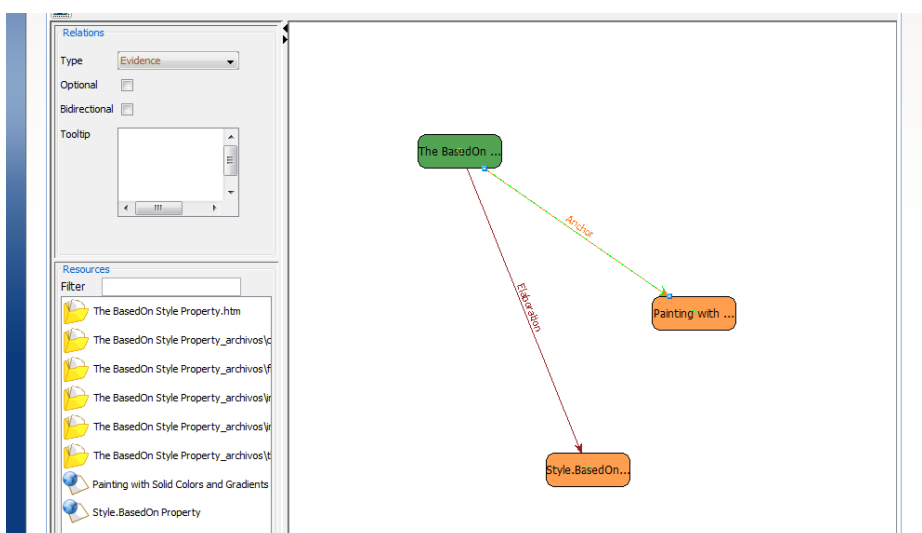 Relations
Type
Evidence
Optional
Bidirectional
Tooltip
Resources
Filter
The BasedOn Style Property.htm
The BasedOn Style Property_archivos\
The BasedOn Style Property_archivos\f
The BasedOn Style Property_archivos\
The BasedOn Style Property_archivos\
The BasedOn Style Property_archivos\t
Painting with Solid Colors and Gradients
Style.BasedOn Property
The BasedOn ...
Anchor
Elaboration
Painting with ...
Style.BasedOn...